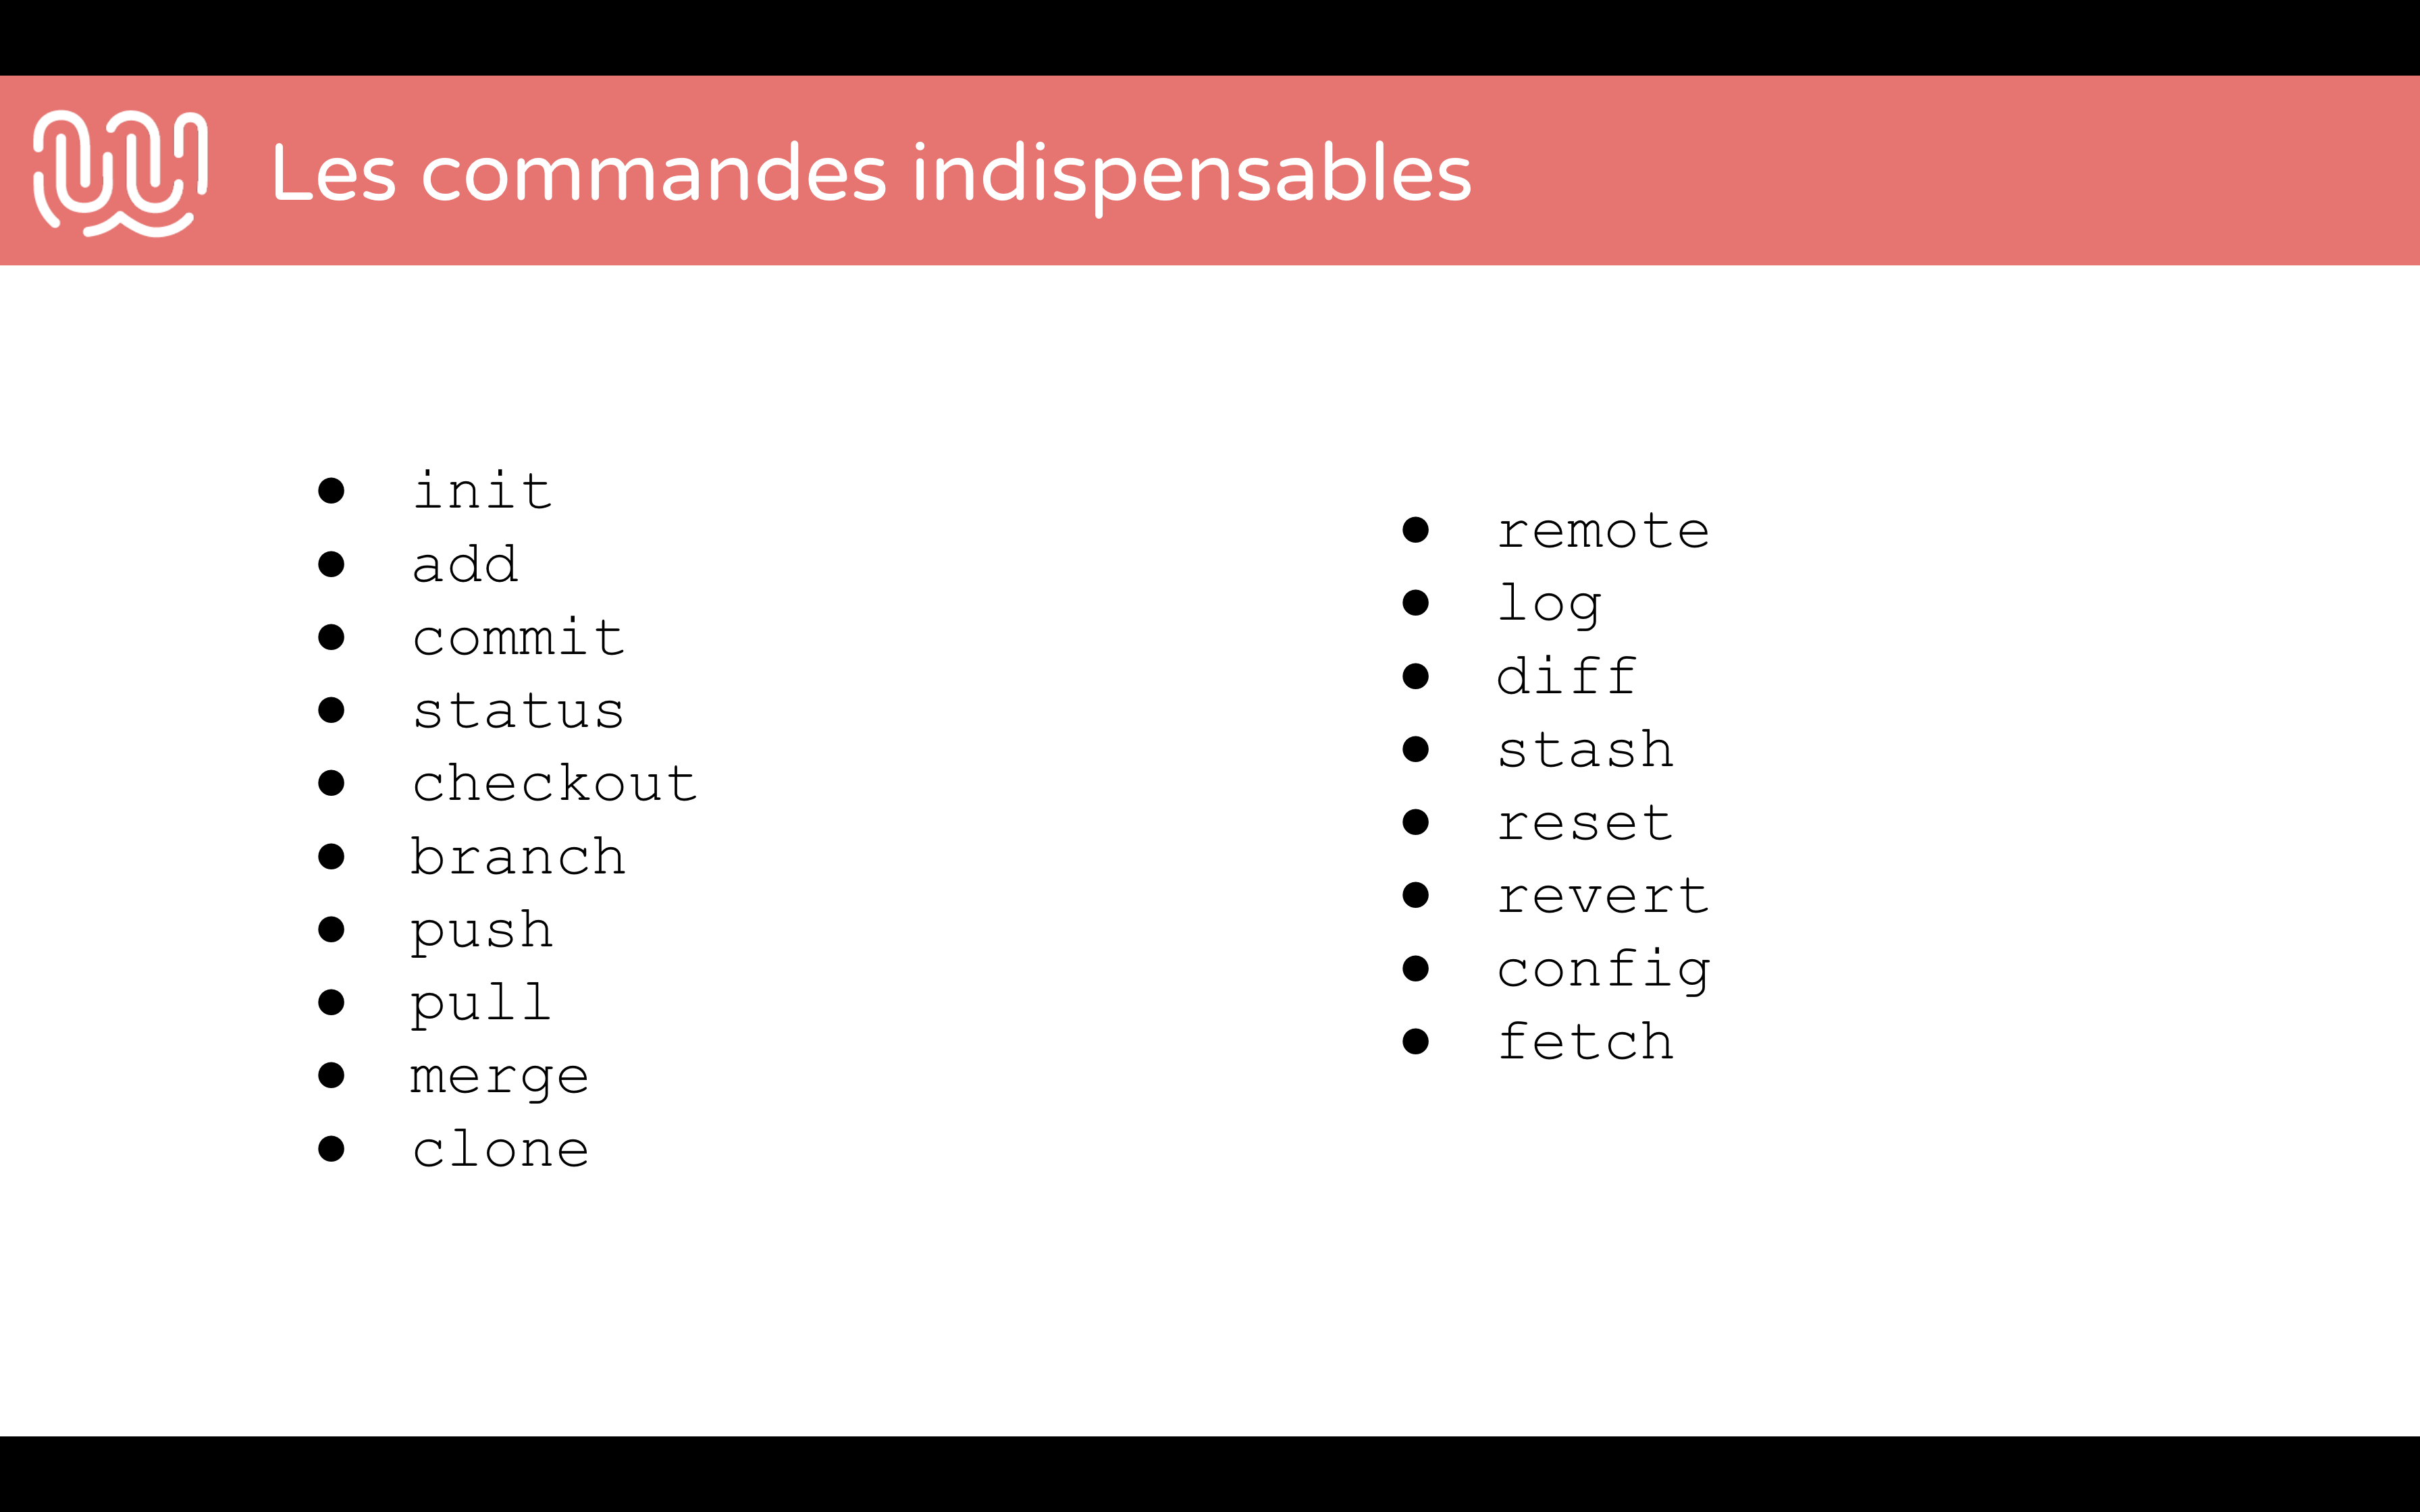 Les commandes indispensables
● init
● add
● commit
● status
● checkout
● branch
● push
● pull
● merge
● clone
● remote
● log
● diff
● stash
● reset
● revert
● config
● fetch